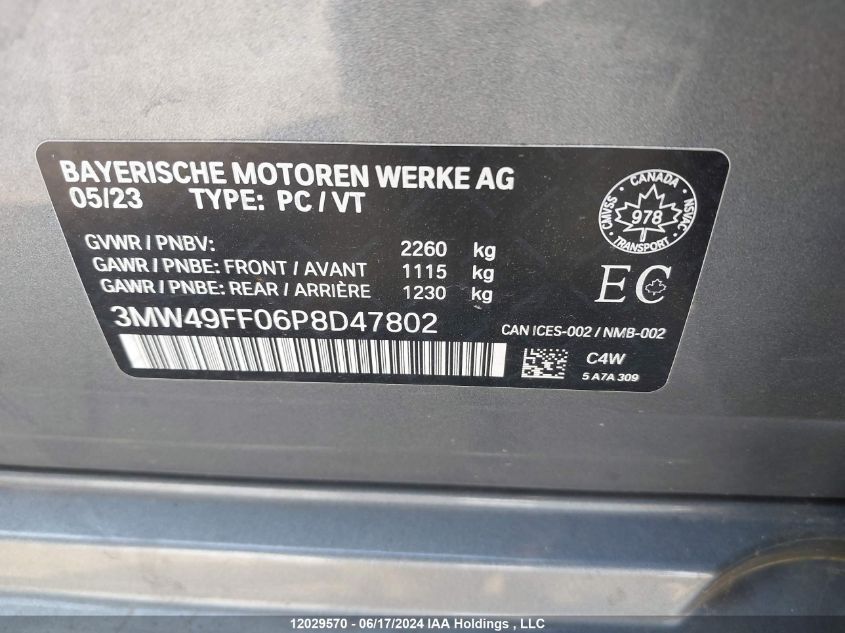 BAYERISCHE MOTOREN WERKE AG
05/23 TYPE: PC / VT
GVWR / PNBV: 2260 kg
GAWR / PNBE: FRONT / AVANT 1115 kg
GAWR / PNBE: REAR / ARRIÈRE 1230 kg
3MW49FF06P8D47802
CANADA
CMVSS 978 NSVAC
TRANSPORT
EC
CAN ICES-002 / NMB-002
C4W
5 A7A 309
12029570 - 06/17/2024 IAA Holdings , LLC